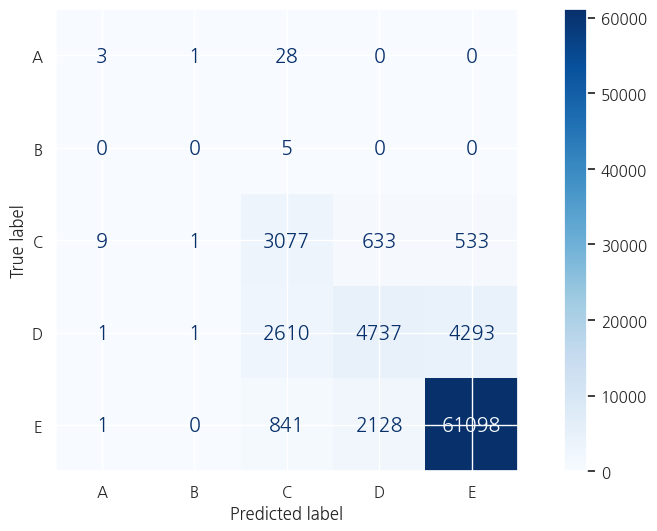 A 3 1 28 0 0
B 0 0 5 0 0
C 9 1 3077 633 533
D 1 1 2610 4737 4293
E 1 0 841 2128 61098
A B C D E
Predicted label
True label
60000
50000
40000
30000
20000
10000
0